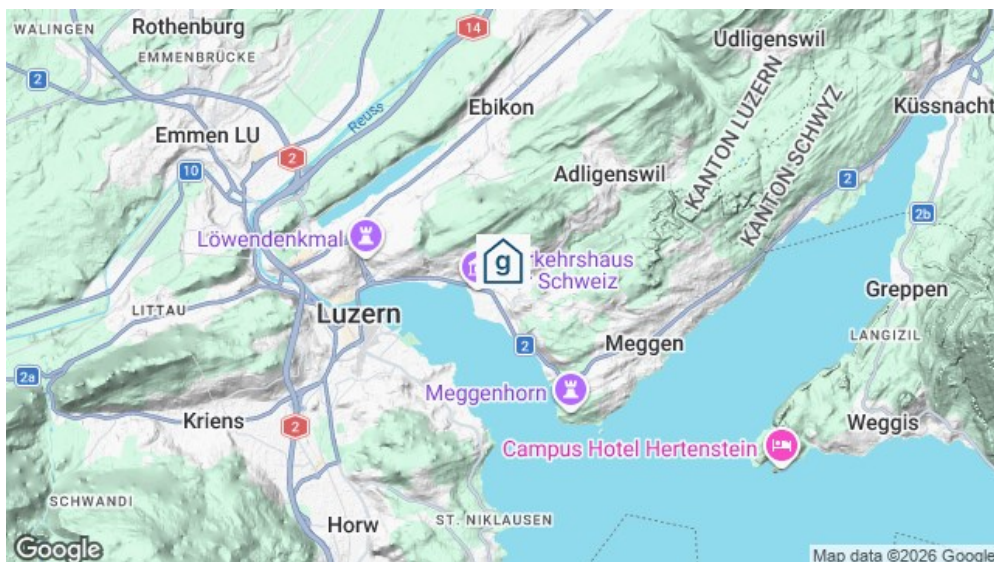 WALINGEN
Rothenburg
14
Udligenswil
EMMENBRÜCKE
2
Reuss
Ebikon
KANTON LUZERN
KANTON SCHWYZ
Küssnacht
Emmen LU
2
10
Adligenswil
2
2b
Löwendenkmal
g
rkehrshaus
Schweiz
Greppen
LITTAU
Luzern
2
Meggen
LANGIZIL
2a
Meggenhorn
Kriens
2
Weggis
Campus Hotel Hertenstein
SCHWANDI
Horw
ST. NIKLAUSEN
Google
Map data ©2026 Google